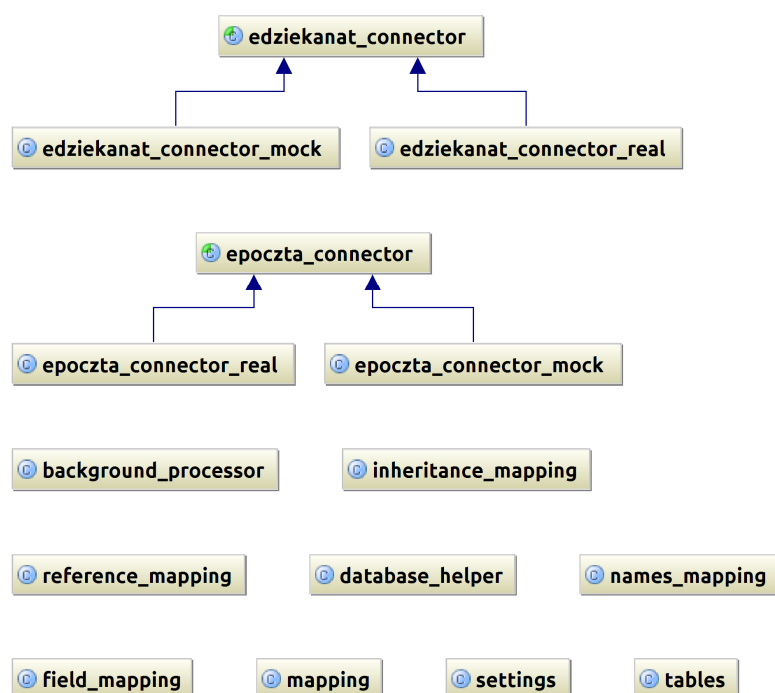 edziekanat_connector
edziekanat_connector_mock
edziekanat_connector_real
epoczta_connector
epoczta_connector_real
epoczta_connector_mock
background_processor
inheritance_mapping
reference_mapping
database_helper
names_mapping
field_mapping
mapping
settings
tables